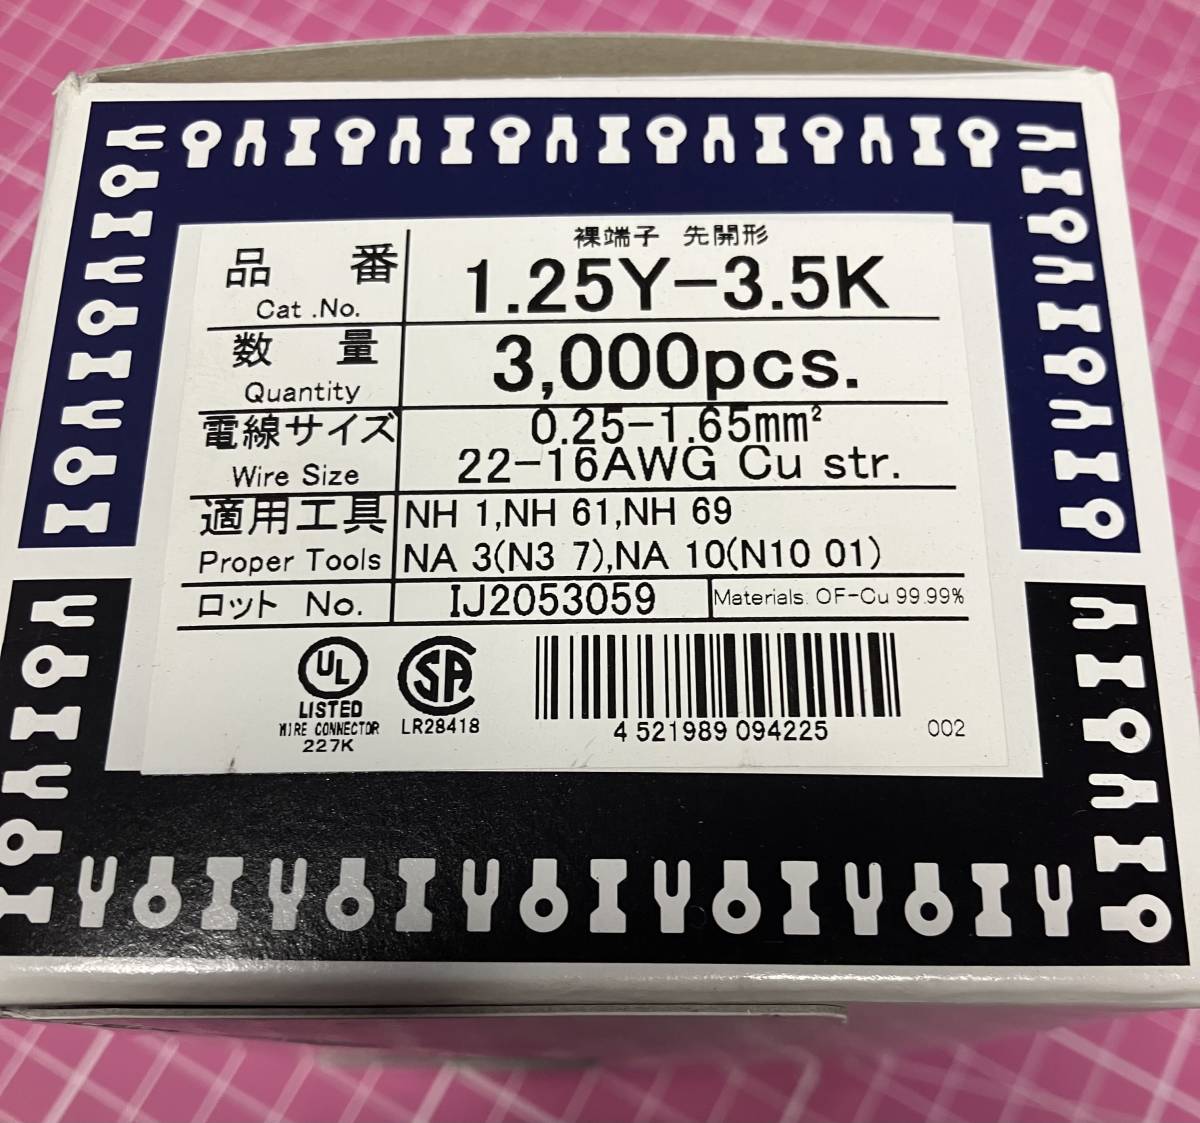 裸端子 先開形
品番 1.25Y-3.5K
Cat .No.
数量 3,000pcs.
Quantity
電線サイズ 0.25-1.65mm²
Wire Size 22-16AWG Cu str.
適用工具 NH 1,NH 61,NH 69
Proper Tools NA 3(N3 7),NA 10(N10 01)
ロット No. IJ2053059 Materials: OF-Cu 99.99%
UL SA
LISTED
WIRE CONNECTOR LR28418
227K
4 521989 094225 002